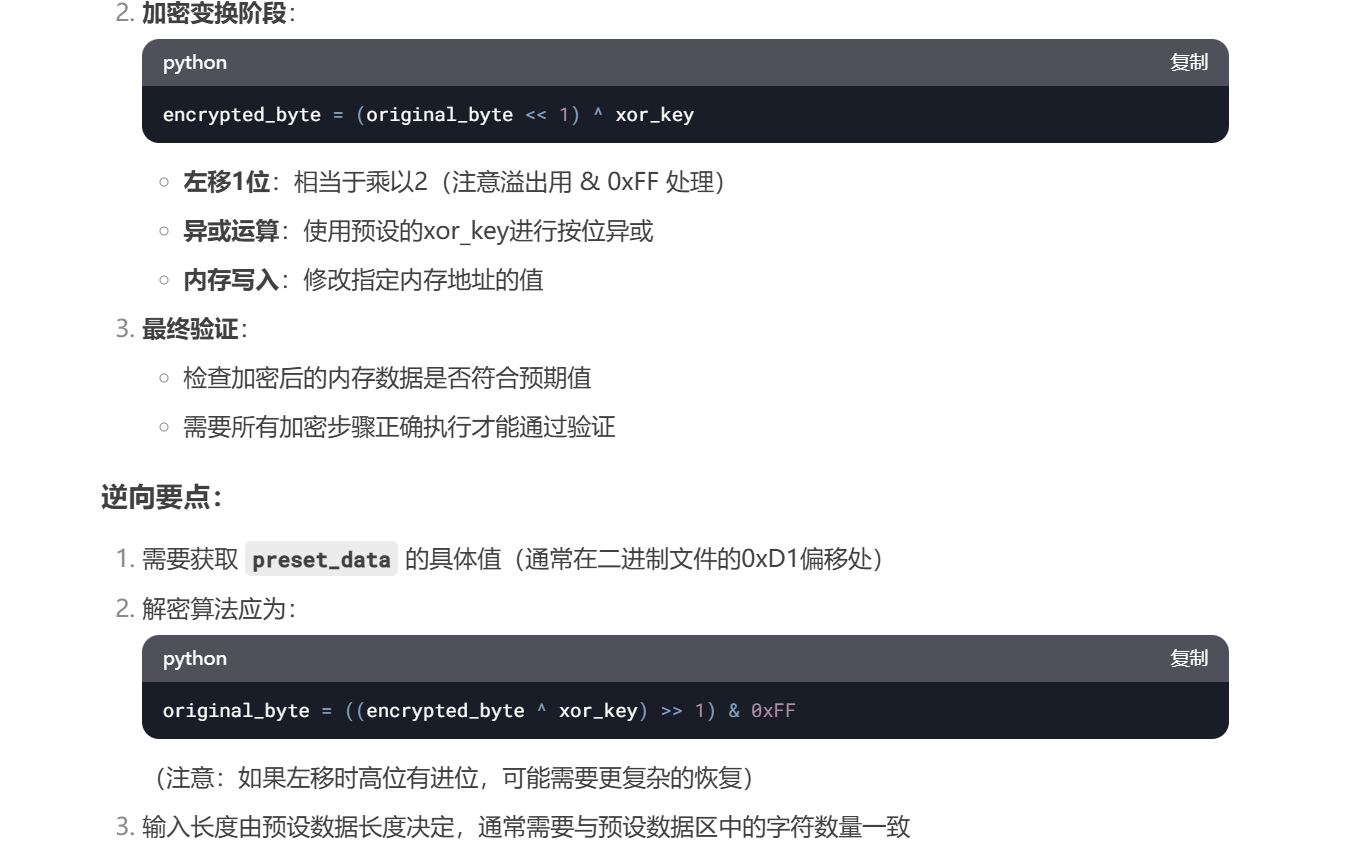 2. 加密变换阶段：
python 复制
encrypted_byte = (original_byte << 1) ^ xor_key
左移1位：相当于乘以2（注意溢出用 & 0xFF 处理）
异或运算：使用预设的xor_key进行按位异或
内存写入：修改指定内存地址的值
3. 最终验证：
检查加密后的内存数据是否符合预期值
需要所有加密步骤正确执行才能通过验证
逆向要点：
1. 需要获取 preset_data 的具体值（通常在二进制文件的0xD1偏移处）
2. 解密算法应为：
python 复制
original_byte = ((encrypted_byte ^ xor_key) >> 1) & 0xFF
（注意：如果左移时高位有进位，可能需要更复杂的恢复）
3. 输入长度由预设数据长度决定，通常需要与预设数据区中的字符数量一致